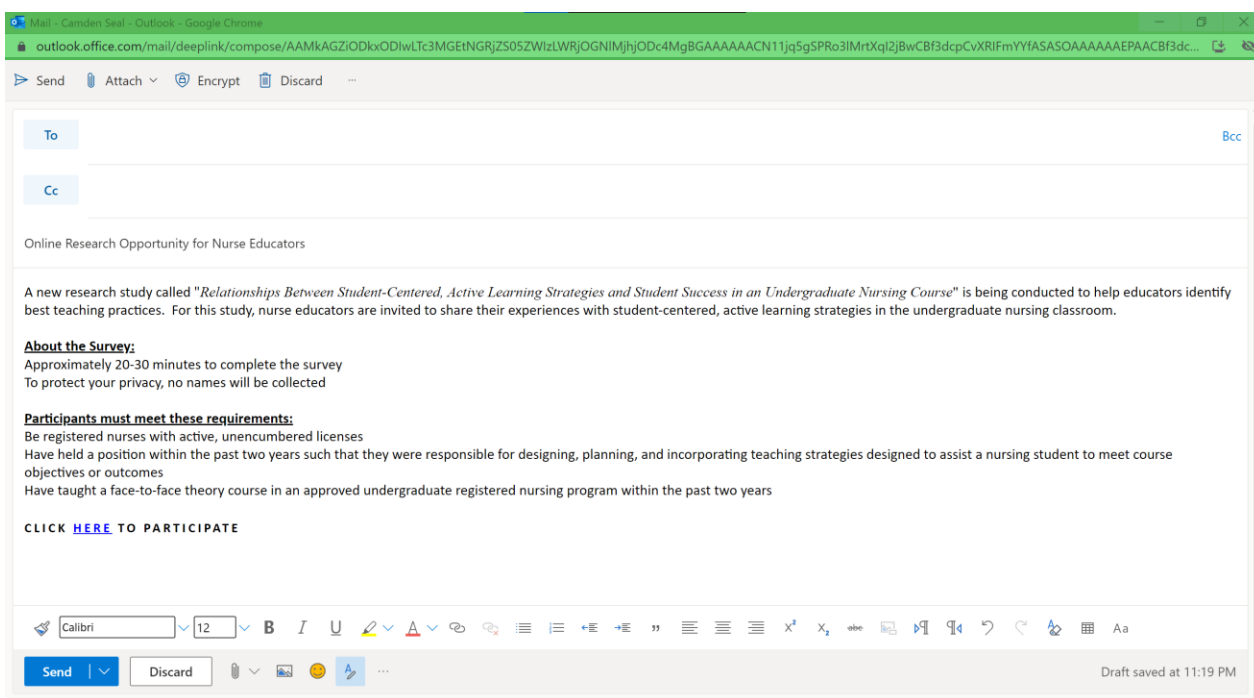 Mail - Camden Seal - Outlook - Google Chrome
Send Attach Encrypt Discard ...
To Bcc
Cc
Online Research Opportunity for Nurse Educators
A new research study called "Relationships Between Student-Centered, Active Learning Strategies and Student Success in an Undergraduate Nursing Course" is being conducted to help educators identify
best teaching practices.  For this study, nurse educators are invited to share their experiences with student-centered, active learning strategies in the undergraduate nursing classroom.
About the Survey:
Approximately 20-30 minutes to complete the survey
To protect your privacy, no names will be collected
Participants must meet these requirements:
Be registered nurses with active, unencumbered licenses
Have held a position within the past two years such that they were responsible for designing, planning, and incorporating teaching strategies designed to assist a nursing student to meet course
objectives or outcomes
Have taught a face-to-face theory course in an approved undergraduate registered nursing program within the past two years
CLICK HERE TO PARTICIPATE
Calibri 12 B I U A x² x₂ abc Aa
Send Discard ... Draft saved at 11:19 PM